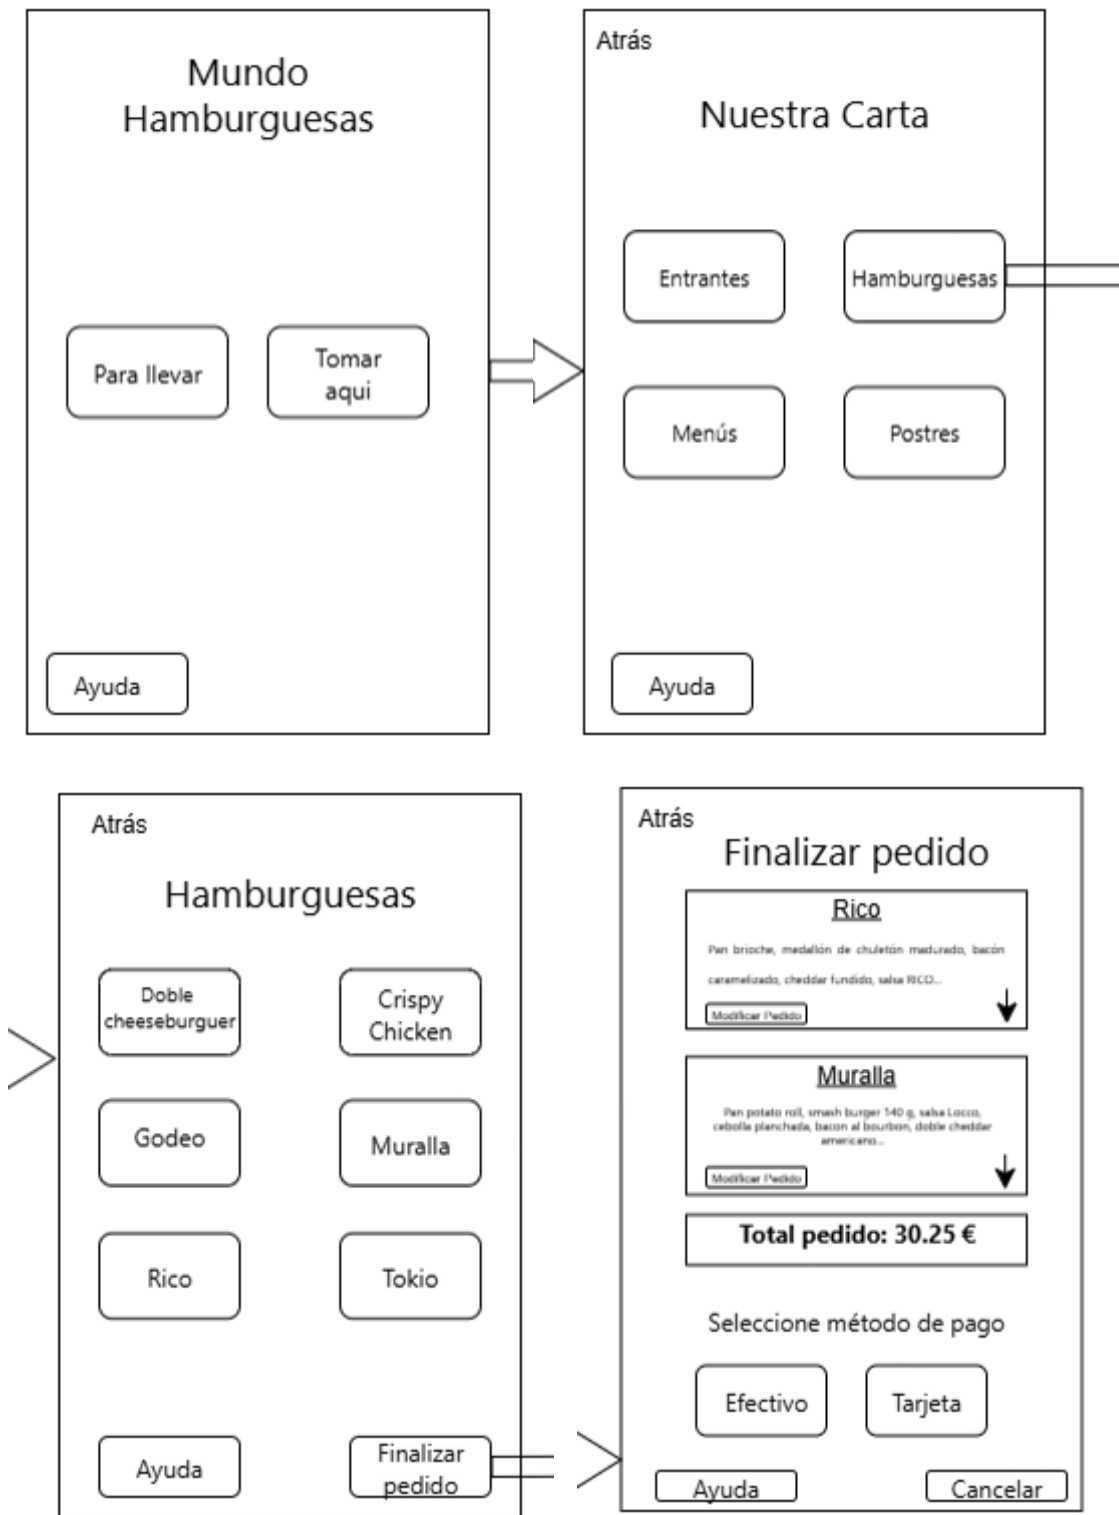 Mundo
Hamburguesas
Para llevar
Tomar
aqui
Ayuda
Atrás
Nuestra Carta
Entrantes
Hamburguesas
Menús
Postres
Ayuda
Atrás
Hamburguesas
Doble
cheeseburguer
Crispy
Chicken
Godeo
Muralla
Rico
Tokio
Ayuda
Finalizar
pedido
Atrás
Finalizar pedido
Rico
Pan brioche, medallón de chuletón madurado, bacón
caramelizado, cheddar fundido, salsa RICO...
Modificar Pedido
Muralla
Pan potato roll, smash burger 140 g, salsa Locco,
cebolla planchada, bacon al bourbon, doble cheddar
americano...
Modificar Pedido
Total pedido: 30.25 €
Seleccione método de pago
Efectivo
Tarjeta
Ayuda
Cancelar